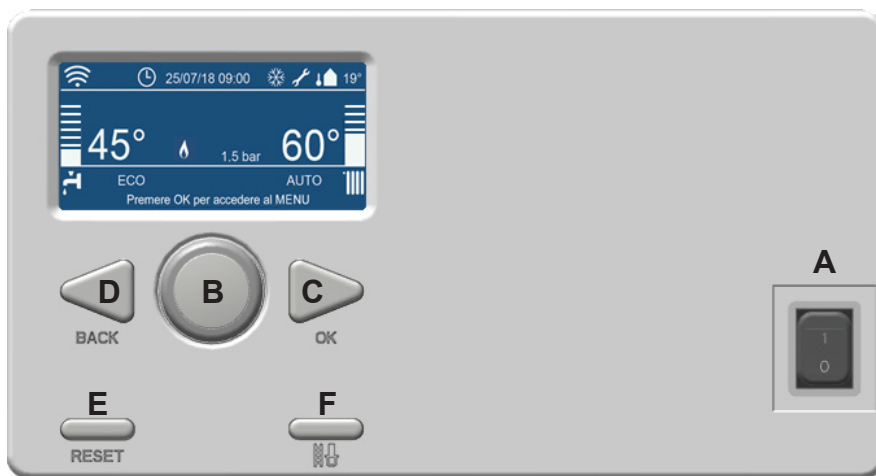 25/07/18 09:00 19°
45° 1.5 bar 60°
ECO AUTO
Premere OK per accedere al MENU
A
D B C
BACK OK
1
0
E F
RESET